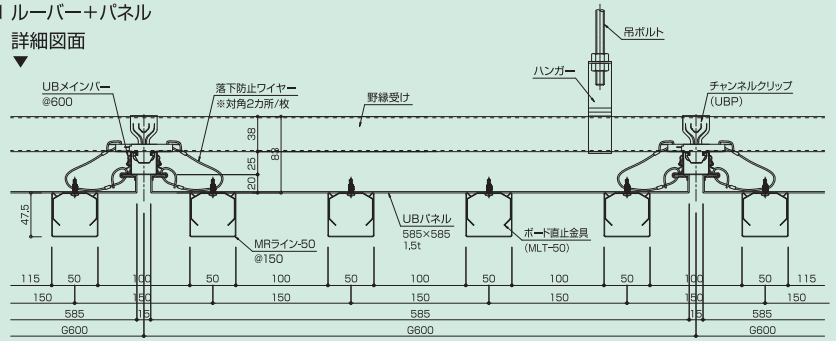 ルーバー+パネル
詳細図面
▼
吊ボルト
ハンガー
UBメインバー
@600
落下防止ワイヤー
※対角2カ所/枚
野縁受け
チャンネルクリップ
(UBP)
38
25
20
83
47.5
MRライン-50
@150
UBパネル
585×585
1.5t
ボード直止金具
(MLT-50)
115 50 100 50 100 50 100 50 100 50 100 50 115
150 150 150 150 150 150 150
585 15 585 15 585
G600 G600 G600